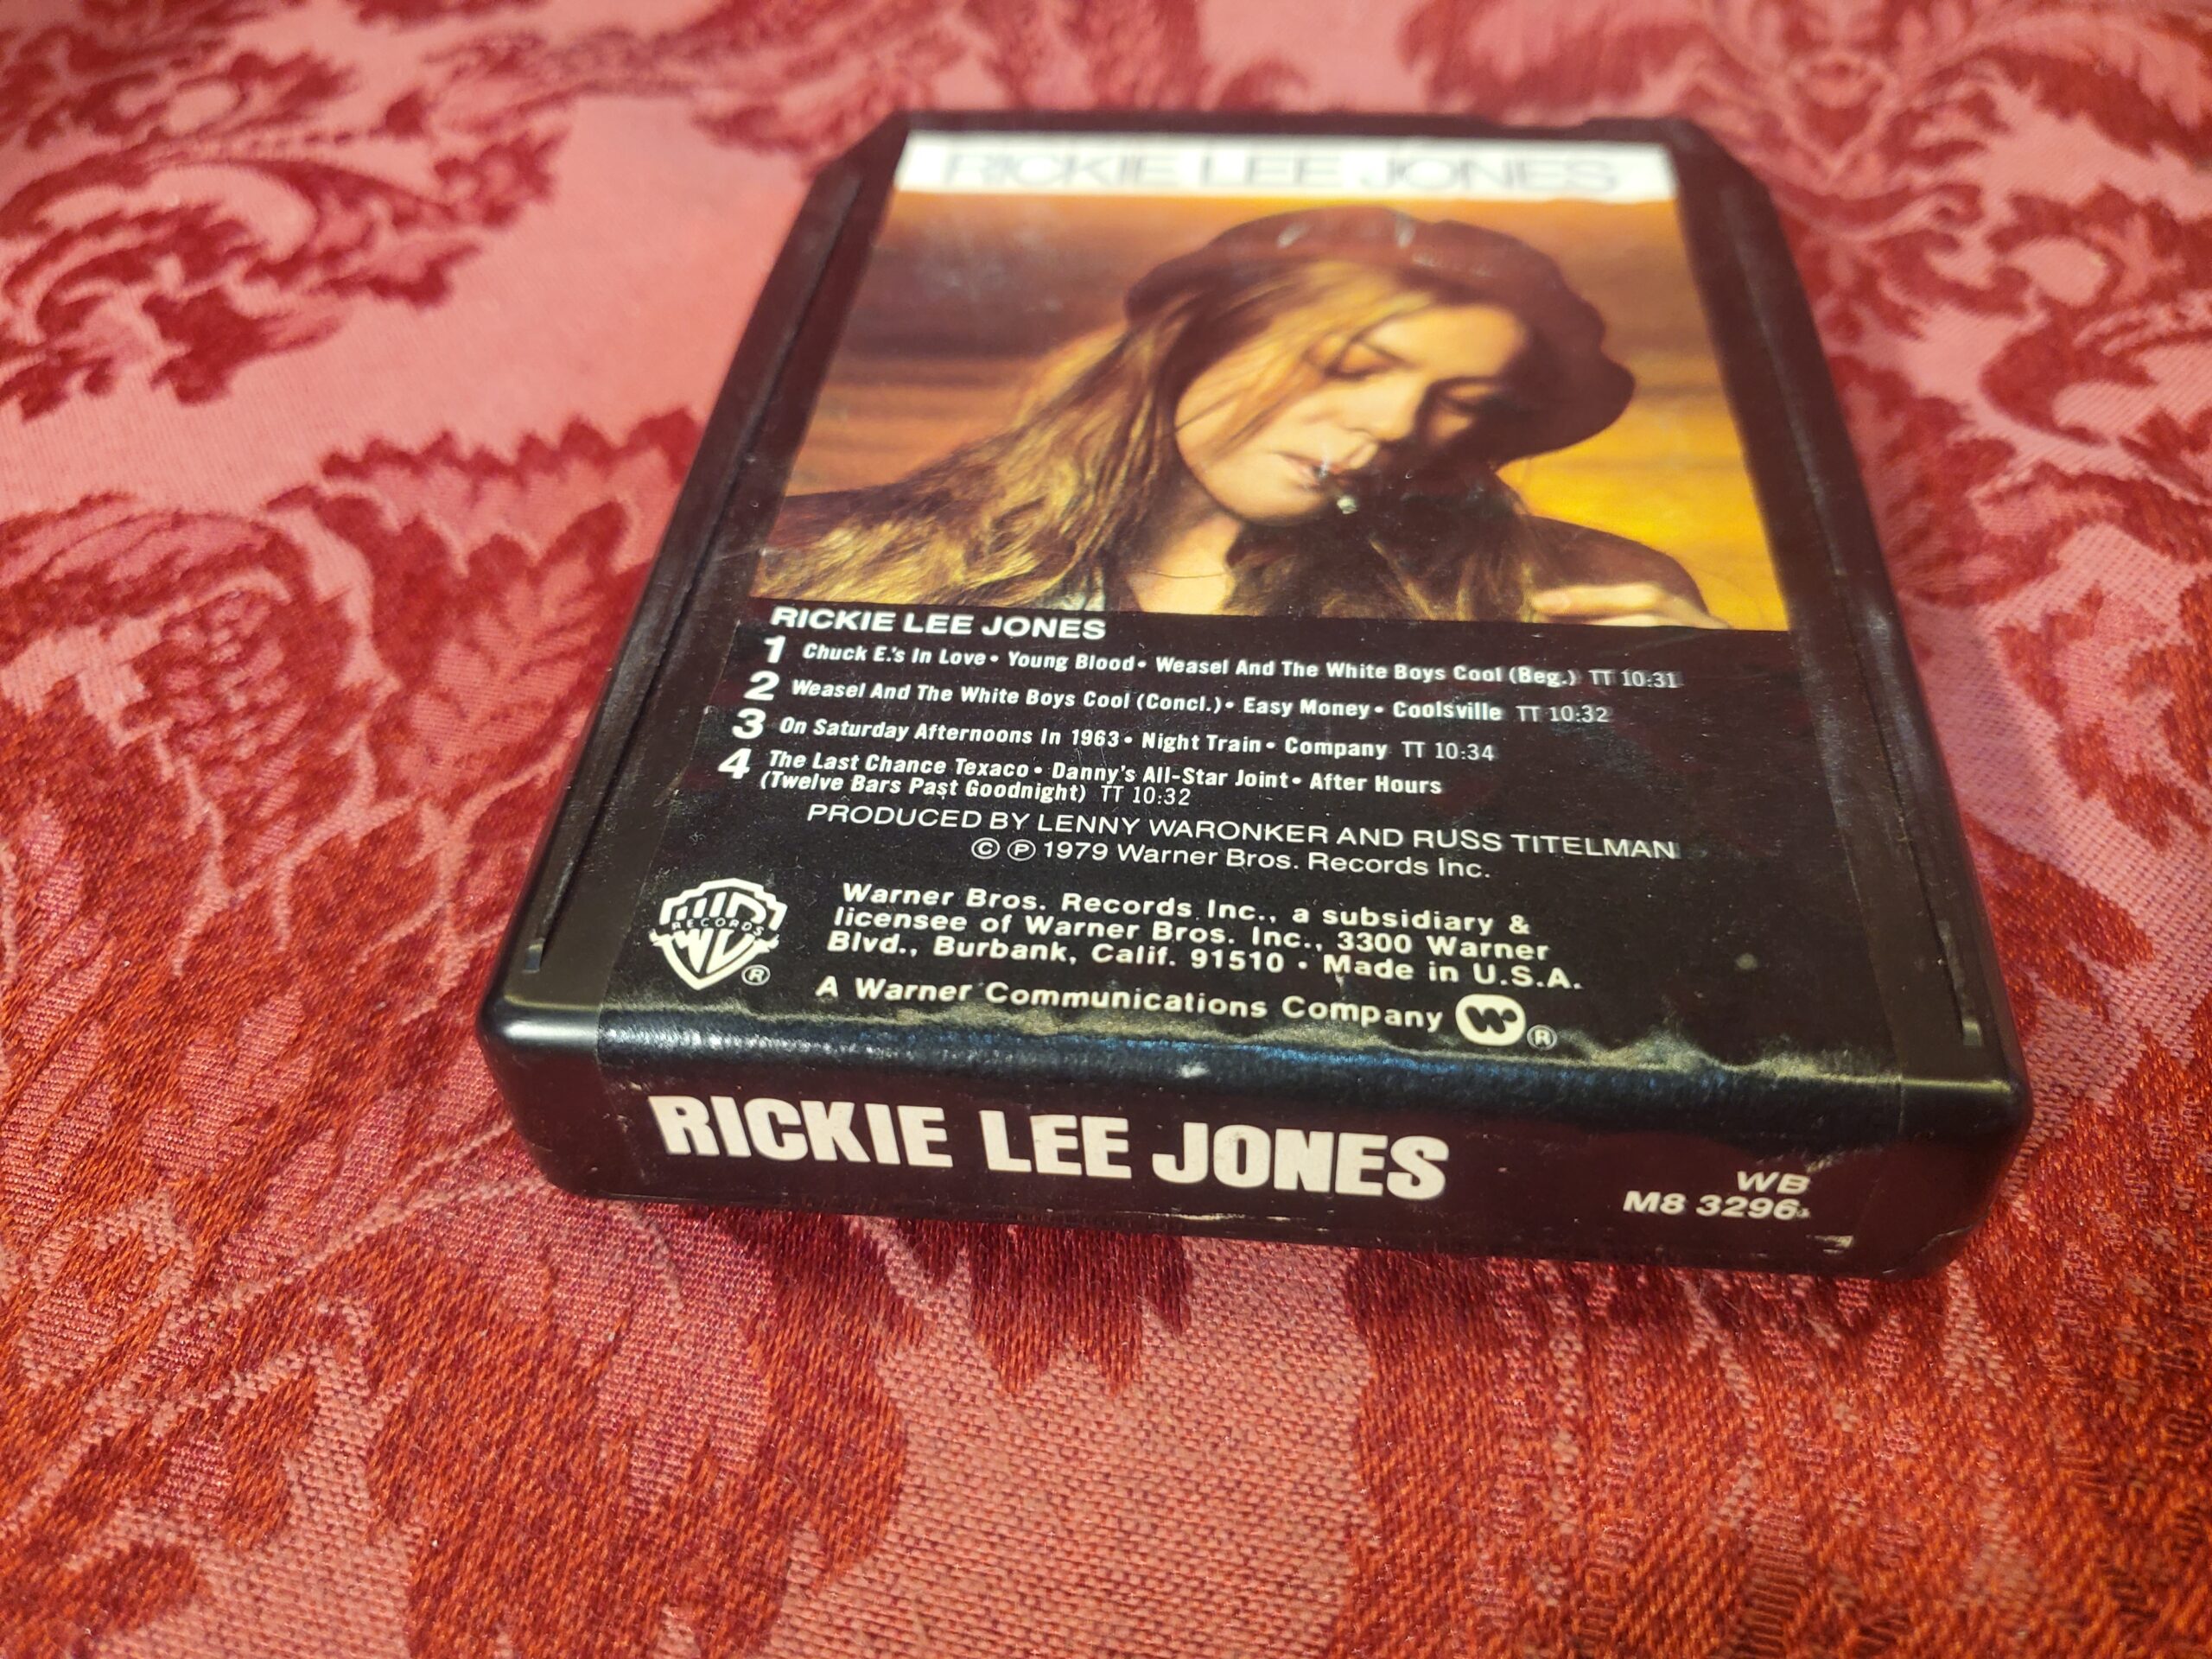 RICKIE LEE JONES
RICKIE LEE JONES
1 Chuck E.'s In Love • Young Blood • Weasel And The White Boys Cool (Beg.) TT 10:31
2 Weasel And The White Boys Cool (Concl.) • Easy Money • Coolsville TT 10:32
3 On Saturday Afternoons In 1963 • Night Train • Company TT 10:34
4 The Last Chance Texaco • Danny's All-Star Joint • After Hours
(Twelve Bars Past Goodnight) TT 10:32
PRODUCED BY LENNY WARONKER AND RUSS TITELMAN
© ℗ 1979 Warner Bros. Records Inc.
WB RECORDS ®
Warner Bros. Records Inc., a subsidiary &
licensee of Warner Bros. Inc., 3300 Warner
Blvd., Burbank, Calif. 91510 • Made in U.S.A.
A Warner Communications Company W ®
RICKIE LEE JONES
WB
M8 3296